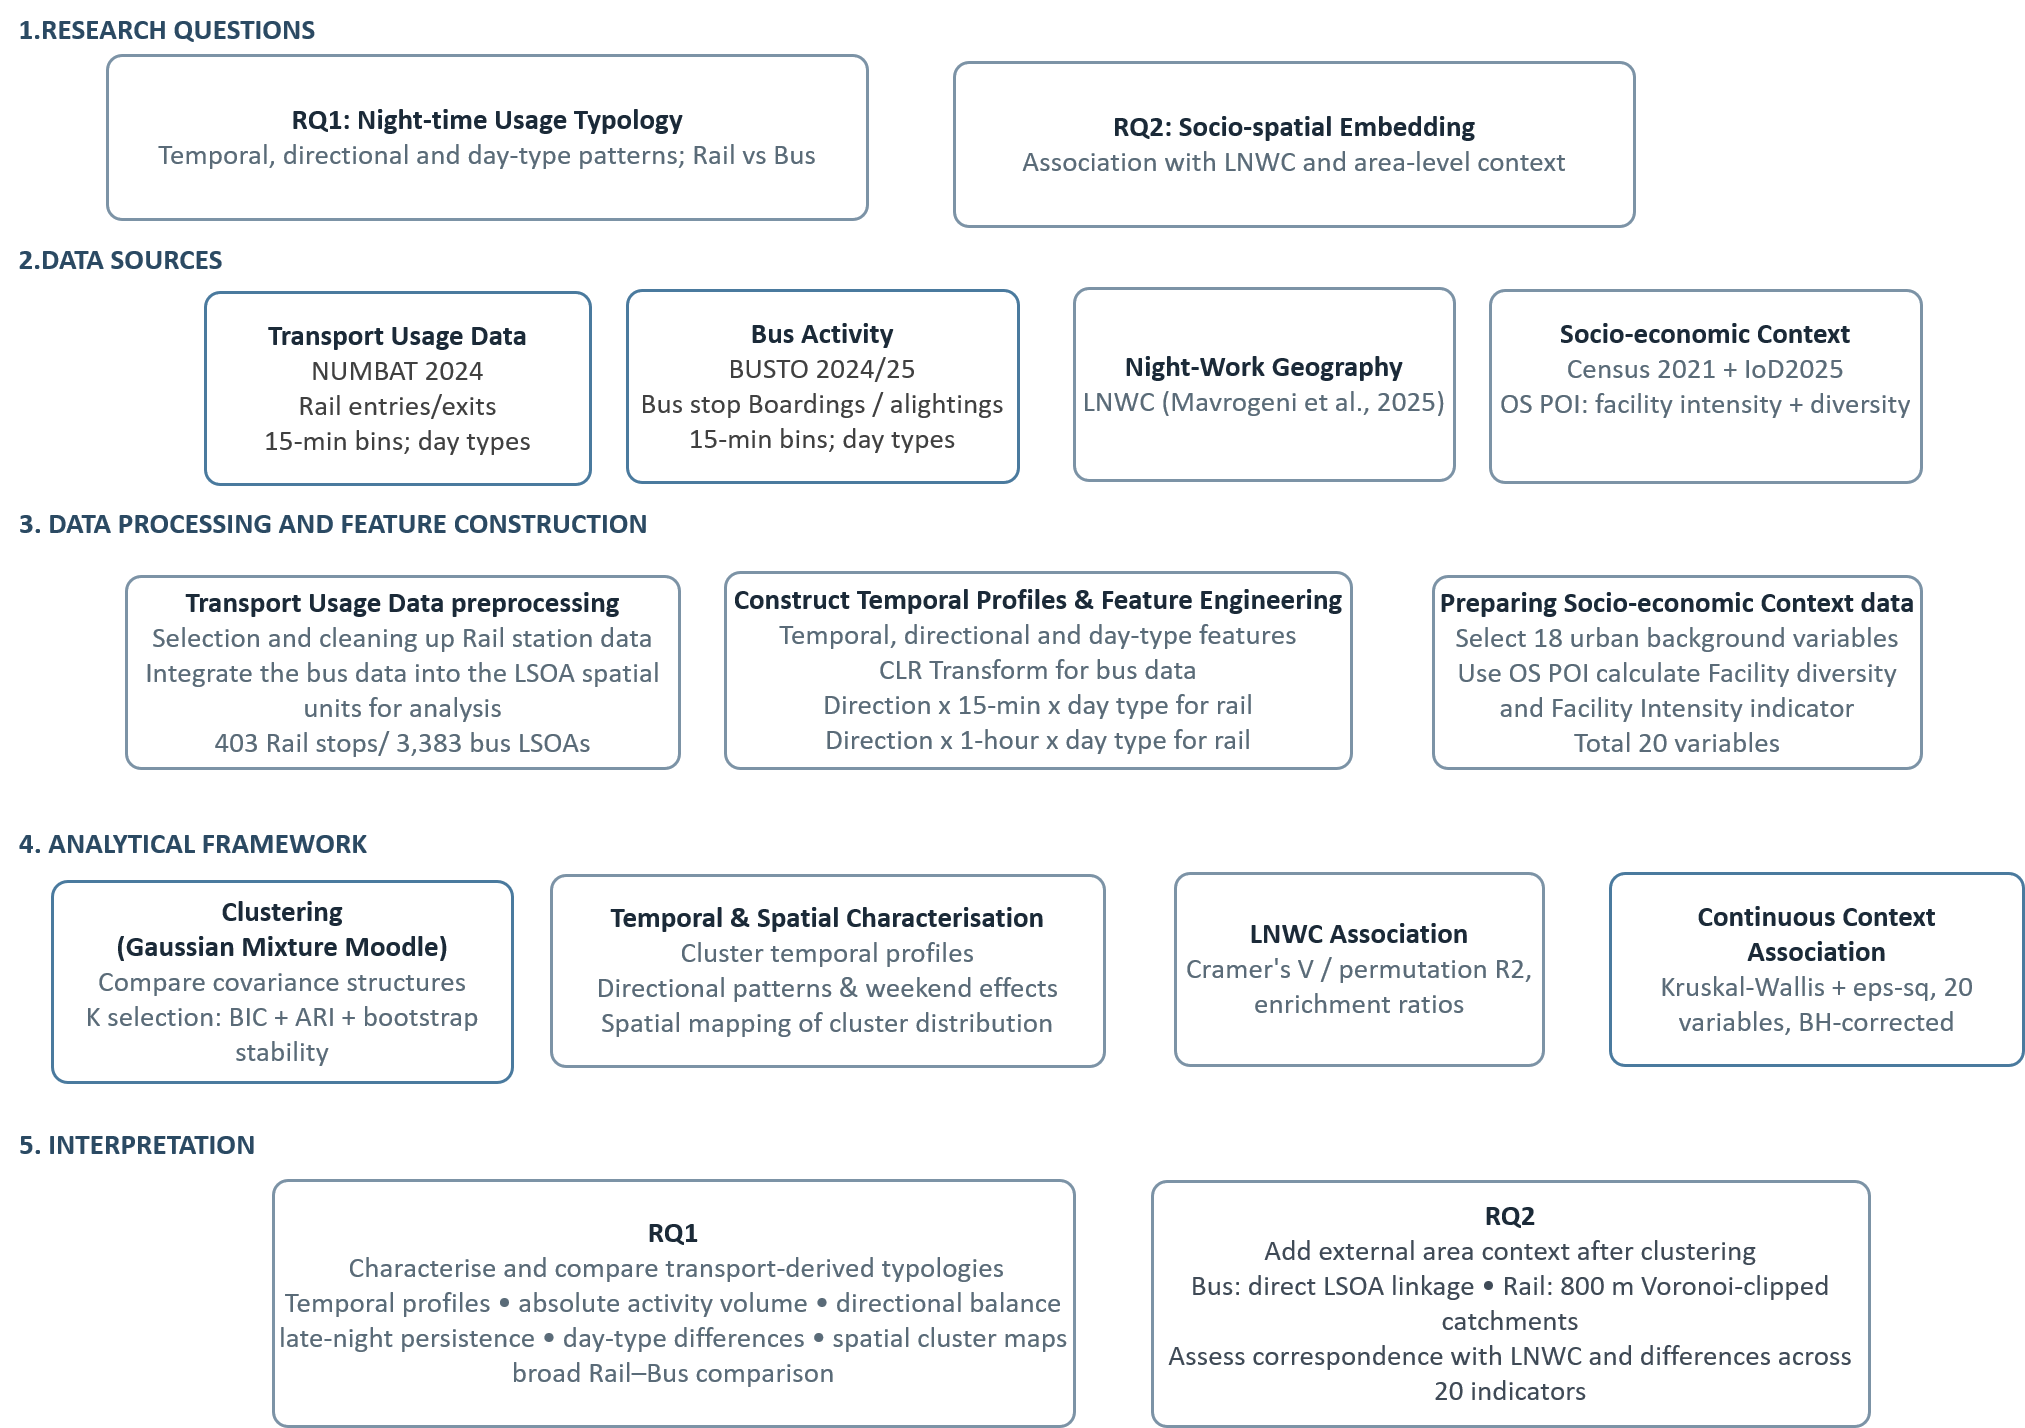 1.RESEARCH QUESTIONS
RQ1: Night-time Usage Typology
Temporal, directional and day-type patterns; Rail vs Bus
RQ2: Socio-spatial Embedding
Association with LNWC and area-level context
2.DATA SOURCES
Transport Usage Data
NUMBAT 2024
Rail entries/exits
15-min bins; day types
Bus Activity
BUSTO 2024/25
Bus stop Boardings / alightings
15-min bins; day types
Night-Work Geography
LNWC (Mavrogeni et al., 2025)
Socio-economic Context
Census 2021 + IoD2025
OS POI: facility intensity + diversity
3. DATA PROCESSING AND FEATURE CONSTRUCTION
Transport Usage Data preprocessing
Selection and cleaning up Rail station data
Integrate the bus data into the LSOA spatial
units for analysis
403 Rail stops/ 3,383 bus LSOAs
Construct Temporal Profiles & Feature Engineering
Temporal, directional and day-type features
CLR Transform for bus data
Direction x 15-min x day type for rail
Direction x 1-hour x day type for rail
Preparing Socio-economic Context data
Select 18 urban background variables
Use OS POI calculate Facility diversity
and Facility Intensity indicator
Total 20 variables
4. ANALYTICAL FRAMEWORK
Clustering
(Gaussian Mixture Moodle)
Compare covariance structures
K selection: BIC + ARI + bootstrap
stability
Temporal & Spatial Characterisation
Cluster temporal profiles
Directional patterns & weekend effects
Spatial mapping of cluster distribution
LNWC Association
Cramer's V / permutation R2,
enrichment ratios
Continuous Context
Association
Kruskal-Wallis + eps-sq, 20
variables, BH-corrected
5. INTERPRETATION
RQ1
Characterise and compare transport-derived typologies
Temporal profiles • absolute activity volume • directional balance
late-night persistence • day-type differences • spatial cluster maps
broad Rail–Bus comparison
RQ2
Add external area context after clustering
Bus: direct LSOA linkage • Rail: 800 m Voronoi-clipped
catchments
Assess correspondence with LNWC and differences across
20 indicators